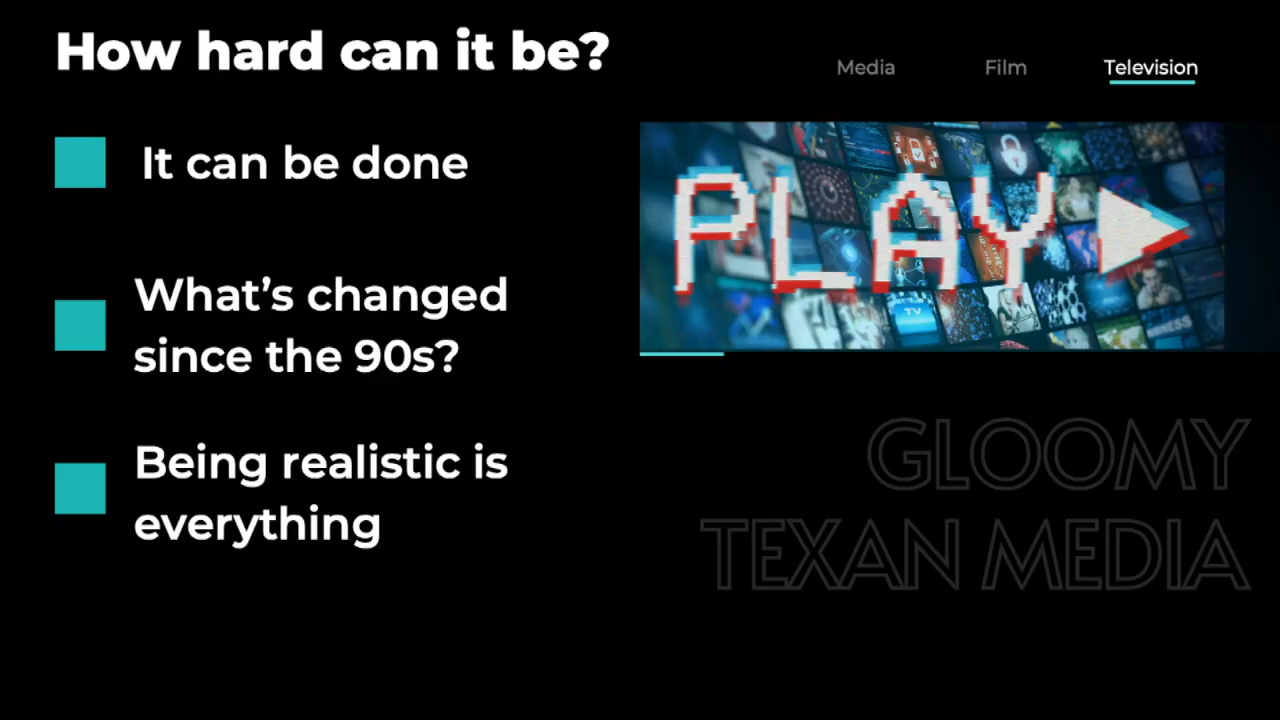 How hard can it be?
Media
Film
Television
It can be done
What’s changed
since the 90s?
Being realistic is
everything
PLAY
TV
GLOOMY
TEXAN MEDIA